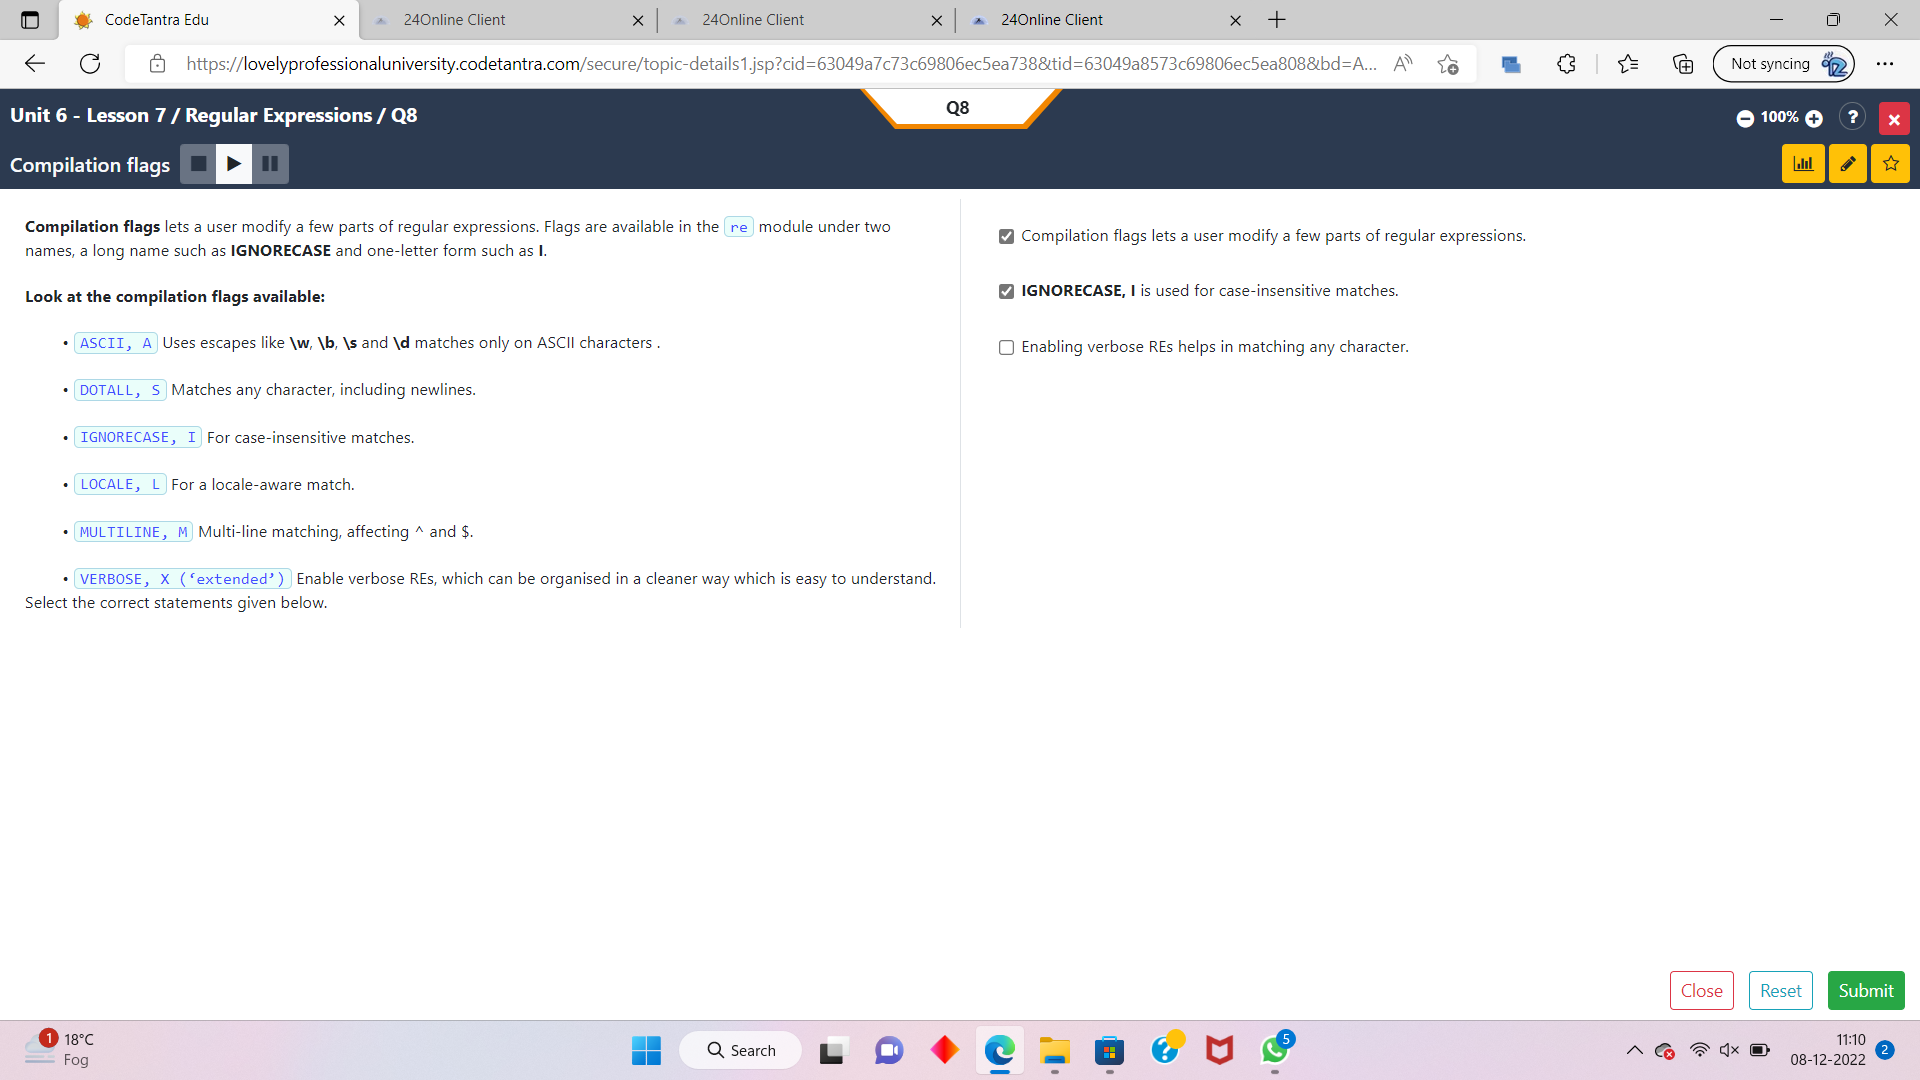 CodeTantra Edu
24Online Client
24Online Client
24Online Client
https://lovelyprofessionaluniversity.codetantra.com/secure/topic-details1.jsp?cid=63049a7c73c69806ec5ea738&tid=63049a8573c69806ec5ea808&bd=A...
Not syncing
Unit 6 - Lesson 7 / Regular Expressions / Q8
Q8
100%
?
Compilation flags
Compilation flags lets a user modify a few parts of regular expressions. Flags are available in the re module under two
names, a long name such as IGNORECASE and one-letter form such as I.
Look at the compilation flags available:
• ASCII, A Uses escapes like \w, \b, \s and \d matches only on ASCII characters .
• DOTALL, S Matches any character, including newlines.
• IGNORECASE, I For case-insensitive matches.
• LOCALE, L For a locale-aware match.
• MULTILINE, M Multi-line matching, affecting ^ and $.
• VERBOSE, X (‘extended’) Enable verbose REs, which can be organised in a cleaner way which is easy to understand.
Select the correct statements given below.
Compilation flags lets a user modify a few parts of regular expressions.
IGNORECASE, I is used for case-insensitive matches.
Enabling verbose REs helps in matching any character.
Close
Reset
Submit
1
18°C
Fog
Search
5
11:10
08-12-2022
2